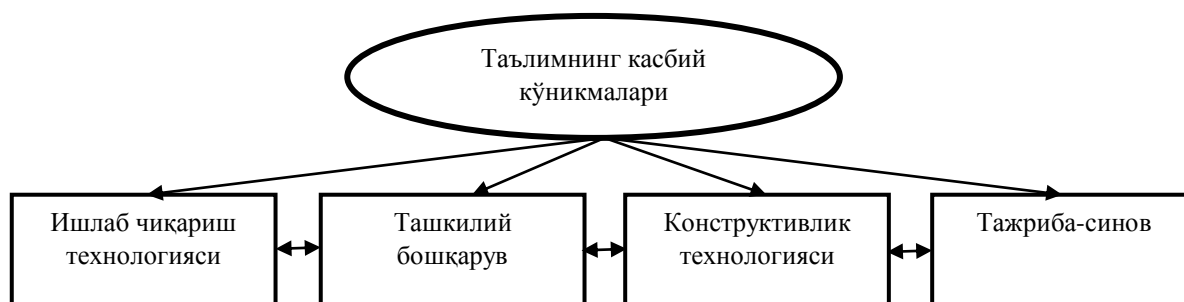 Таълимнинг касбий
кўникмалари
Ишлаб чиқариш
технологияси
Ташкилий
бошқарув
Конструктивлик
технологияси
Тажриба-синов